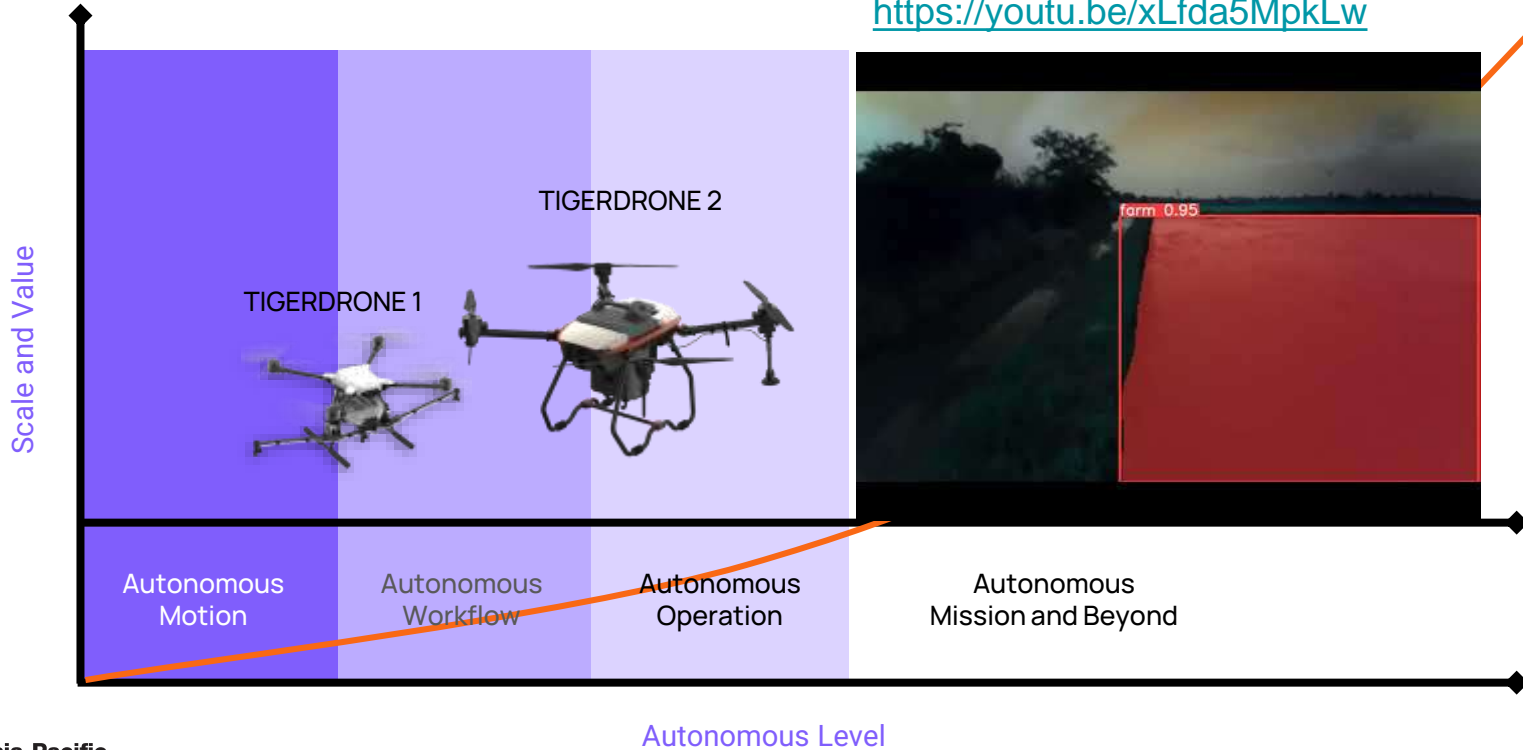 https://youtu.be/xLfda5MpkLw
TIGERDRONE 2
farm 0.95
TIGERDRONE 1
Scale and Value
Autonomous
Motion
Autonomous
Workflow
Autonomous
Operation
Autonomous
Mission and Beyond
Autonomous Level
Pacific